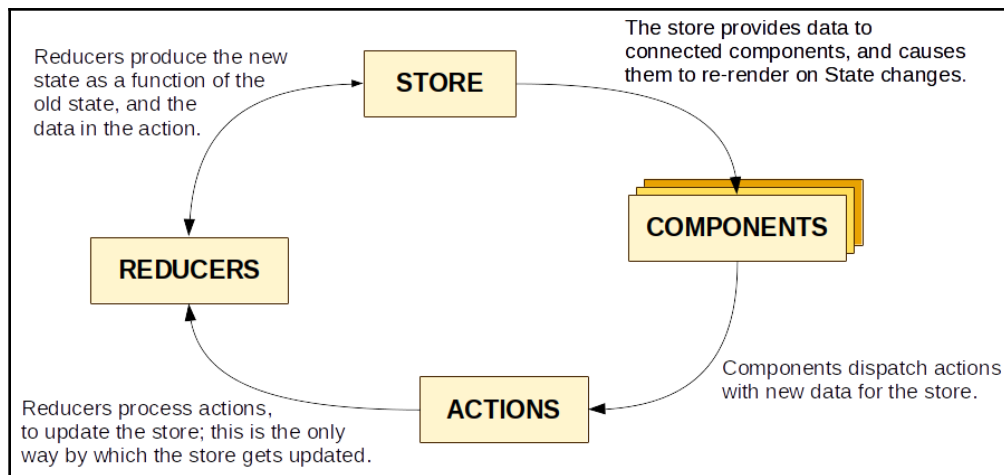 Reducers produce the new
state as a function of the
old state, and the
data in the action.
STORE
The store provides data to
connected components, and causes
them to re-render on State changes.
COMPONENTS
REDUCERS
Components dispatch actions
with new data for the store.
ACTIONS
Reducers process actions,
to update the store; this is the only
way by which the store gets updated.